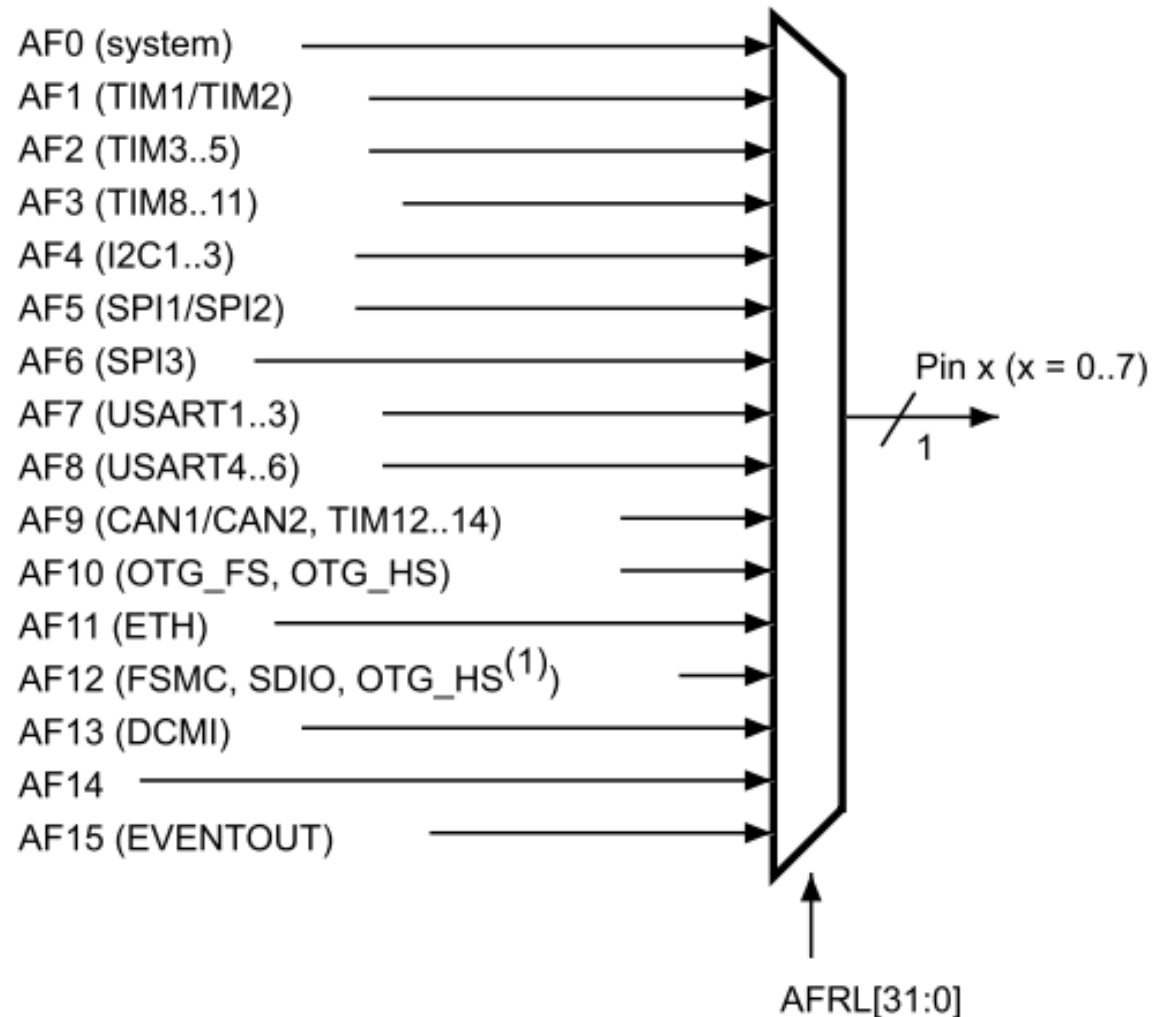 AF0 (system)
AF1 (TIM1/TIM2)
AF2 (TIM3..5)
AF3 (TIM8..11)
AF4 (I2C1..3)
AF5 (SPI1/SPI2)
AF6 (SPI3)
AF7 (USART1..3)
AF8 (USART4..6)
AF9 (CAN1/CAN2, TIM12..14)
AF10 (OTG_FS, OTG_HS)
AF11 (ETH)
AF12 (FSMC, SDIO, OTG_HS(1))
AF13 (DCMI)
AF14
AF15 (EVENTOUT)
Pin x (x = 0..7)
1
AFRL[31:0]